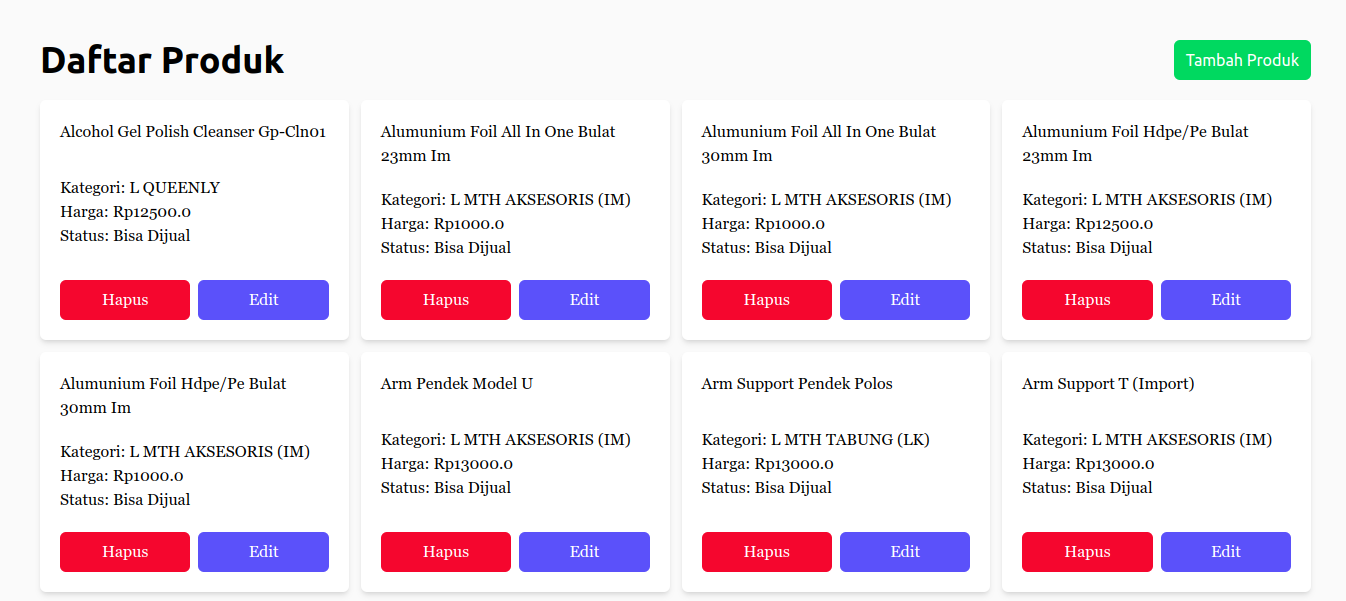 Daftar Produk
Tambah Produk
Alcohol Gel Polish Cleanser Gp-Cln01
Kategori: L QUEENLY
Harga: Rp12500.0
Status: Bisa Dijual
Hapus
Edit
Alumunium Foil All In One Bulat
23mm Im
Kategori: L MTH AKSESORIS (IM)
Harga: Rp1000.0
Status: Bisa Dijual
Hapus
Edit
Alumunium Foil All In One Bulat
30mm Im
Kategori: L MTH AKSESORIS (IM)
Harga: Rp1000.0
Status: Bisa Dijual
Hapus
Edit
Alumunium Foil Hdpe/Pe Bulat
23mm Im
Kategori: L MTH AKSESORIS (IM)
Harga: Rp12500.0
Status: Bisa Dijual
Hapus
Edit
Alumunium Foil Hdpe/Pe Bulat
30mm Im
Kategori: L MTH AKSESORIS (IM)
Harga: Rp1000.0
Status: Bisa Dijual
Hapus
Edit
Arm Pendek Model U
Kategori: L MTH AKSESORIS (IM)
Harga: Rp13000.0
Status: Bisa Dijual
Hapus
Edit
Arm Support Pendek Polos
Kategori: L MTH TABUNG (LK)
Harga: Rp13000.0
Status: Bisa Dijual
Hapus
Edit
Arm Support T (Import)
Kategori: L MTH AKSESORIS (IM)
Harga: Rp13000.0
Status: Bisa Dijual
Hapus
Edit